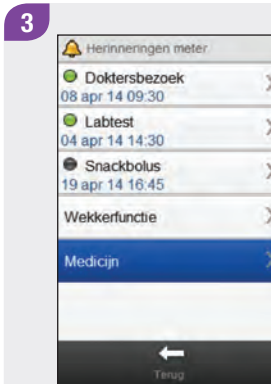 3
Herinneringen meter
Doktersbezoek
08 apr 14 09:30
Labtest
04 apr 14 14:30
Snackbolus
19 apr 14 16:45
Wekkerfunctie
Medicijn
Terug